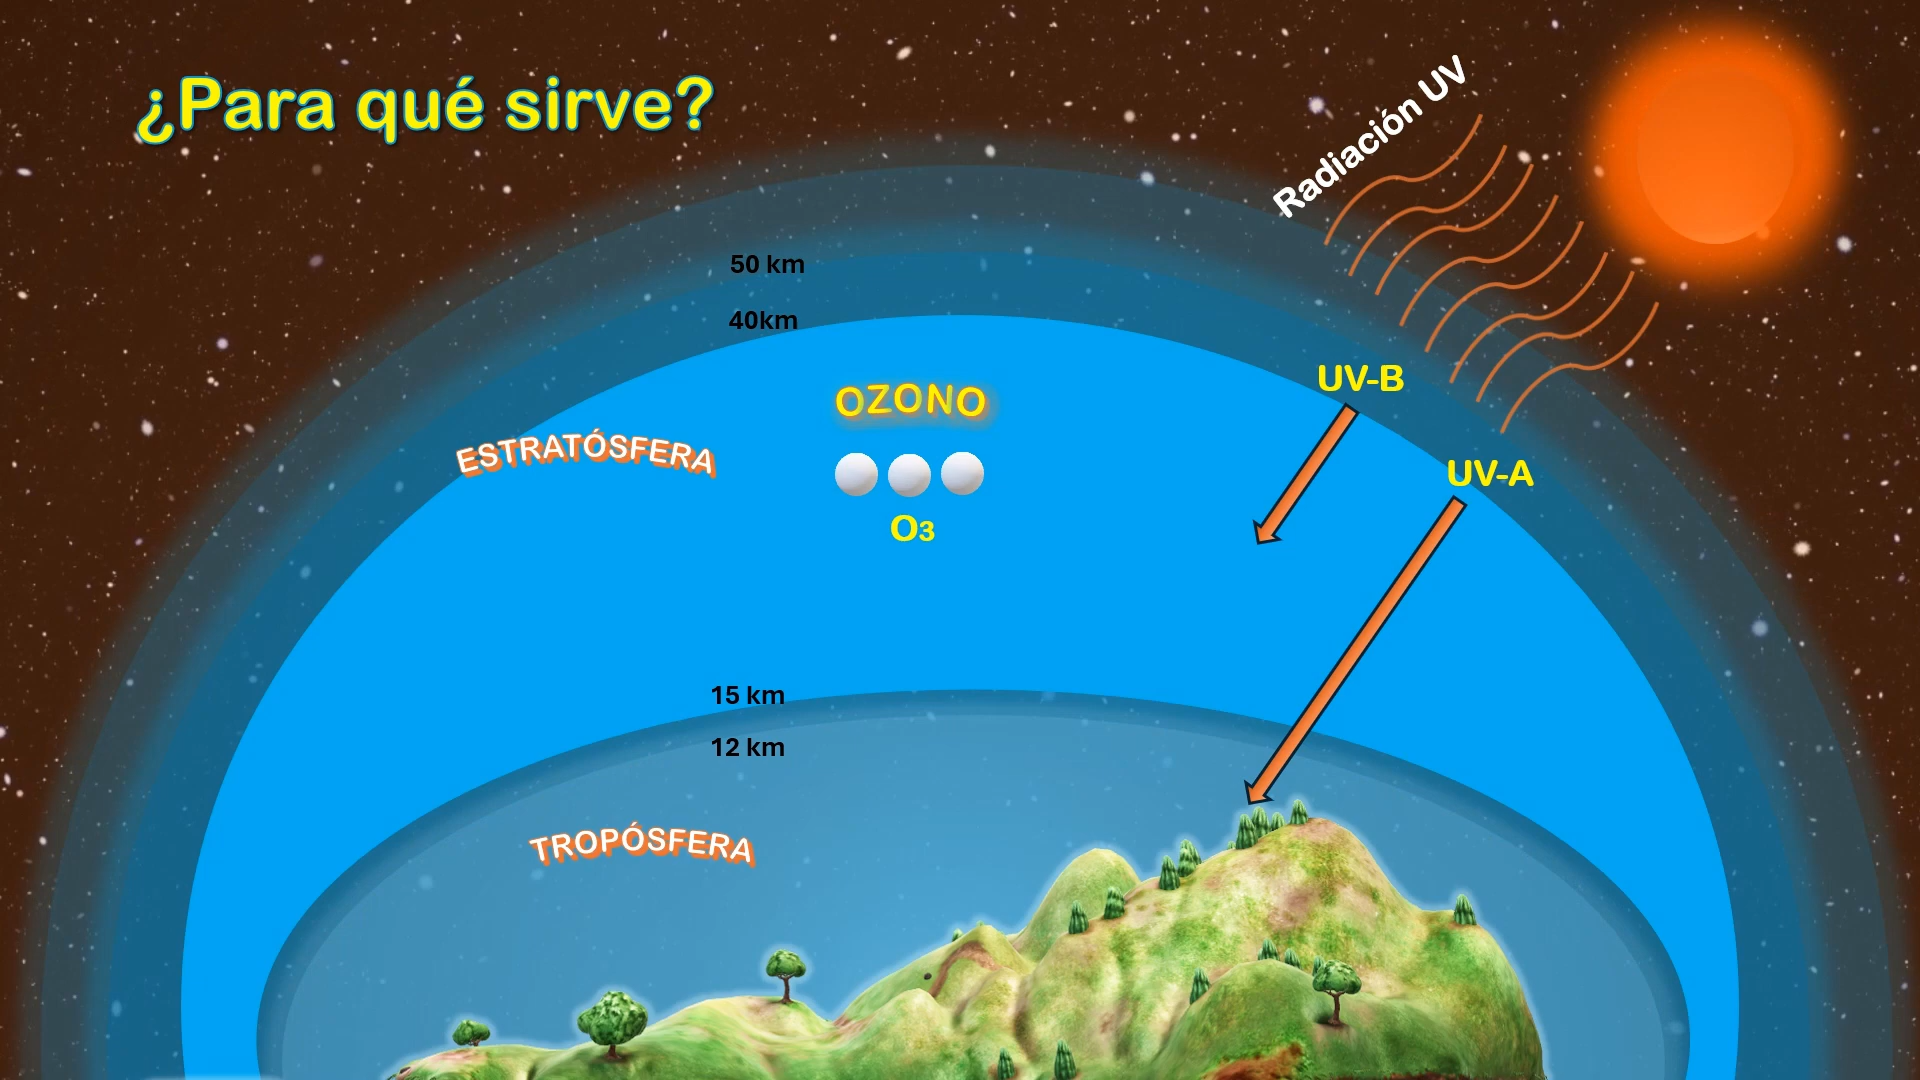 ¿Para qué sirve?
Radiación UV
50 km
40km
UV-B
OZONO
ESTRATÓSFERA
UV-A
O3
15 km
12 km
TROPÓSFERA